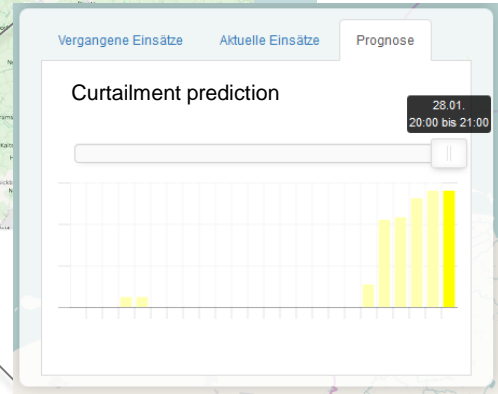 Vergangene Einsätze Aktuelle Einsätze Prognose
Curtailment prediction
28.01.
20:00 bis 21:00